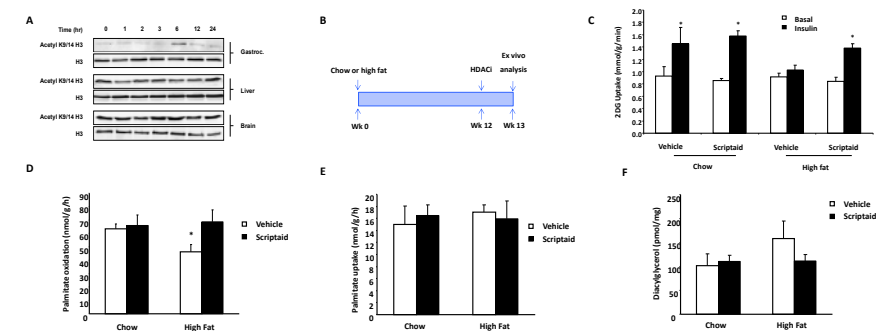 A
Time (hr) 0 1 2 3 6 12 24
Acetyl K9/14 H3
H3
Gastroc.
Acetyl K9/14 H3
H3
Liver
Acetyl K9/14 H3
H3
Brain
B
Chow or high fat
HDACi
Ex vivo
analysis
Wk 0
Wk 12
Wk 13
C
2DG Uptake (mmol/g/min)
2.0
1.8
1.6
1.4
1.2
1.0
0.8
0.6
0.4
0.2
0.0
Basal
Insulin
* * *
Vehicle Scriptaid Vehicle Scriptaid
Chow High fat
D
Palmitate oxidation (nmol/g/h)
90
80
70
60
50
40
30
20
10
0
*
Vehicle
Scriptaid
Chow High Fat
E
Palmitate uptake (nmol/g/h)
20
18
16
14
12
10
8
6
4
2
0
Vehicle
Scriptaid
Chow High Fat
F
Diacylglycerol (pmol/mg)
250
200
150
100
50
0
Vehicle
Scriptaid
Chow High Fat